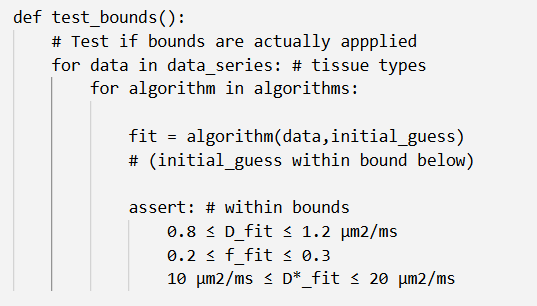 def test_bounds():
# Test if bounds are actually appplied
for data in data_series: # tissue types
for algorithm in algorithms:
fit = algorithm(data,initial_guess)
# (initial_guess within bound below)
assert: # within bounds
0.8 ≤ D_fit ≤ 1.2 µm2/ms
0.2 ≤ f_fit ≤ 0.3
10 µm2/ms ≤ D*_fit ≤ 20 µm2/ms